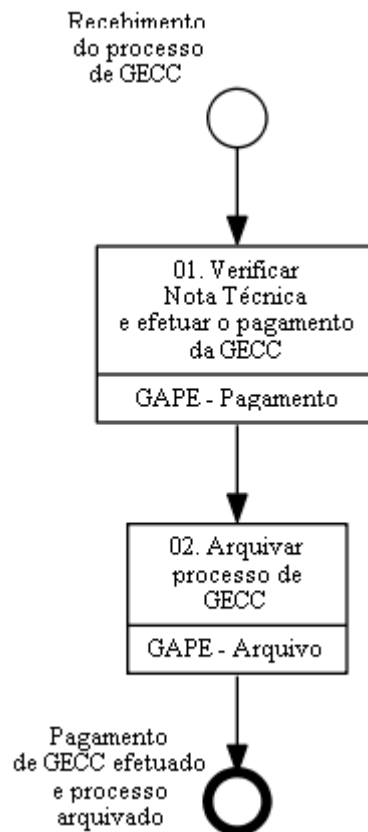 Recebimento
do processo
de GECC
01. Verificar
Nota Técnica
e efetuar o pagamento
da GECC
GAPE - Pagamento
02. Arquivar
processo de
GECC
GAPE - Arquivo
Pagamento
de GECC efetuado
e processo
arquivado